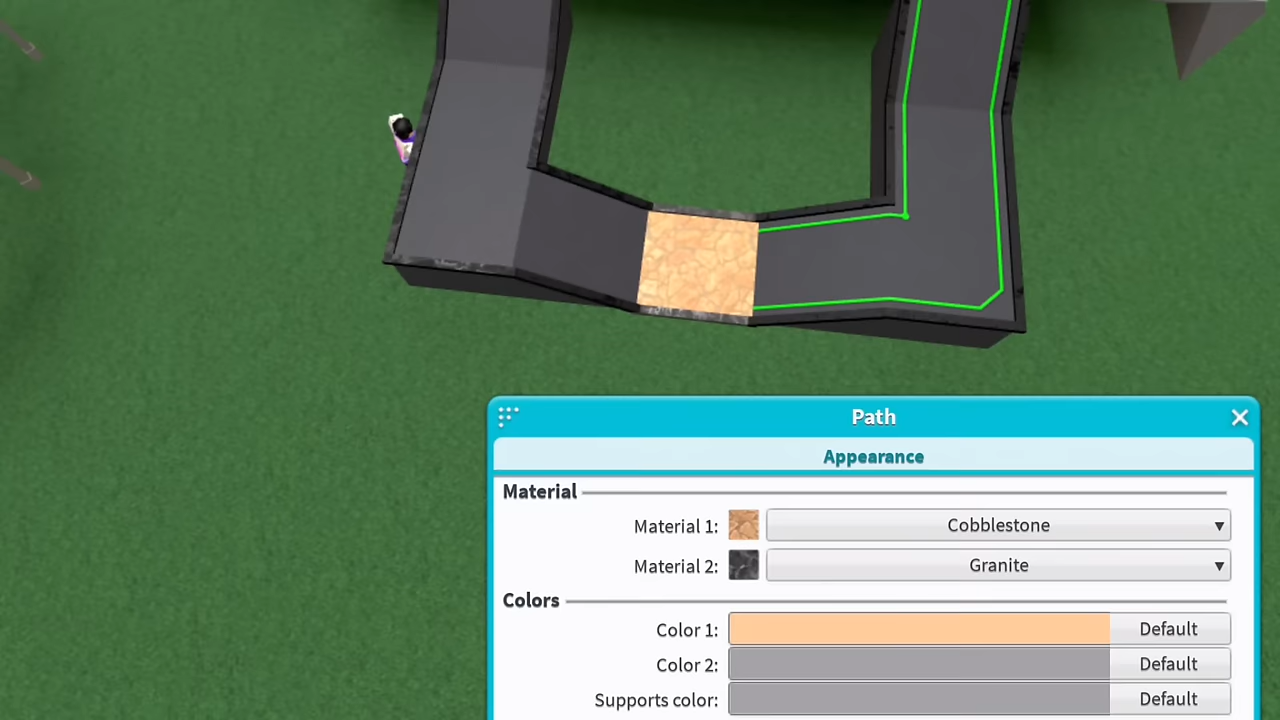 Path
Appearance
Material
Material 1: Cobblestone
Material 2: Granite
Colors
Color 1: Default
Color 2: Default
Supports color: Default